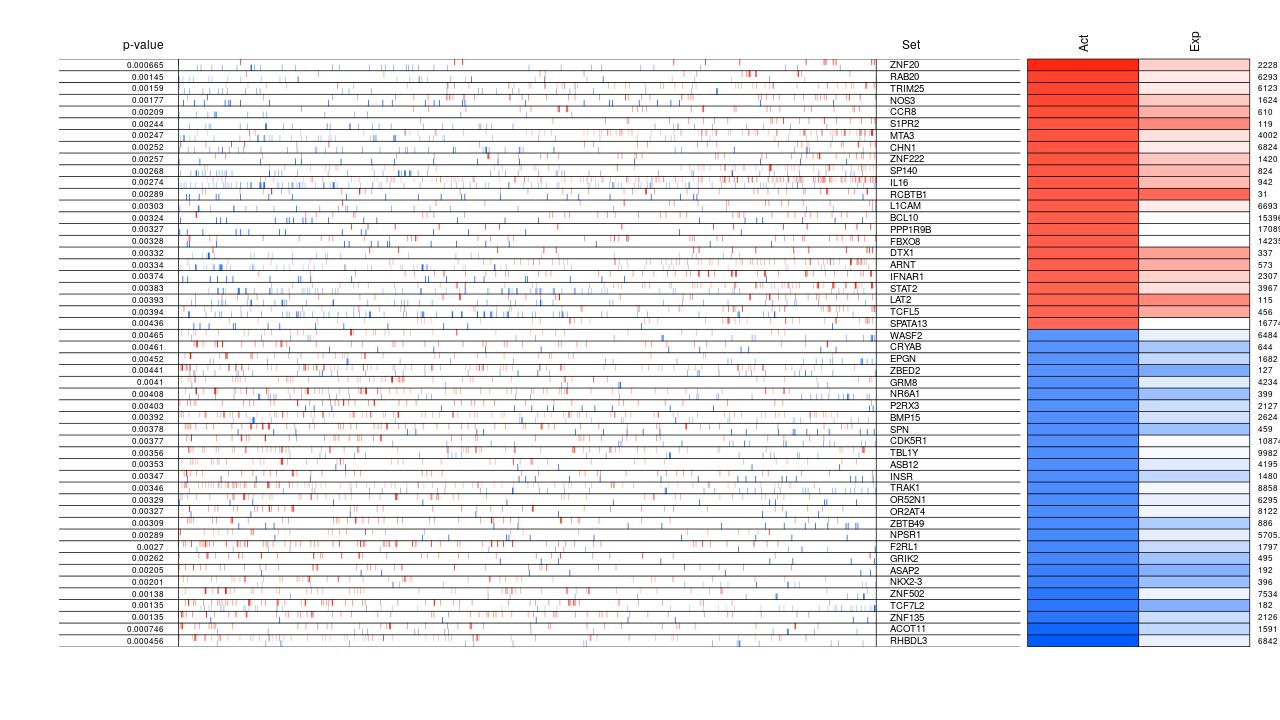 p-value Set Act Exp
0.000665 ZNF20 2228
0.00145 RAB20 6293
0.00159 TRIM25 6123
0.00177 NOS3 1624
0.00209 CCR8 610
0.00244 S1PR2 119
0.00247 MTA3 4002
0.00252 CHN1 6824
0.00257 ZNF222 1420
0.00268 SP140 824
0.00274 IL16 942
0.00289 RCBTB1 31
0.00303 L1CAM 6693
0.00324 BCL10 15396
0.00327 PPP1R9B 17089
0.00328 FBXO8 14235
0.00332 DTX1 337
0.00334 ARNT 573
0.00374 IFNAR1 2307
0.00383 STAT2 3967
0.00393 LAT2 115
0.00394 TCFL5 456
0.00436 SPATA13 16774
0.00465 WASF2 6484
0.00461 CRYAB 644
0.00452 EPGN 1682
0.00441 ZBED2 127
0.0041 GRM8 4234
0.00408 NR6A1 399
0.00403 P2RX3 2127
0.00392 BMP15 2624
0.00378 SPN 459
0.00377 CDK5R1 10874
0.00356 TBL1Y 9982
0.00353 ASB12 4195
0.00347 INSR 1480
0.00346 TRAK1 8858
0.00329 OR52N1 6295
0.00327 OR2AT4 8122
0.00309 ZBTB49 886
0.00289 NPSR1 5705.
0.0027 F2RL1 1797
0.00262 GRIK2 495
0.00205 ASAP2 192
0.00201 NKX2-3 396
0.00138 ZNF502 7534
0.00135 TCF7L2 182
0.00135 ZNF135 2126
0.000746 ACOT11 1591
0.000456 RHBDL3 6842